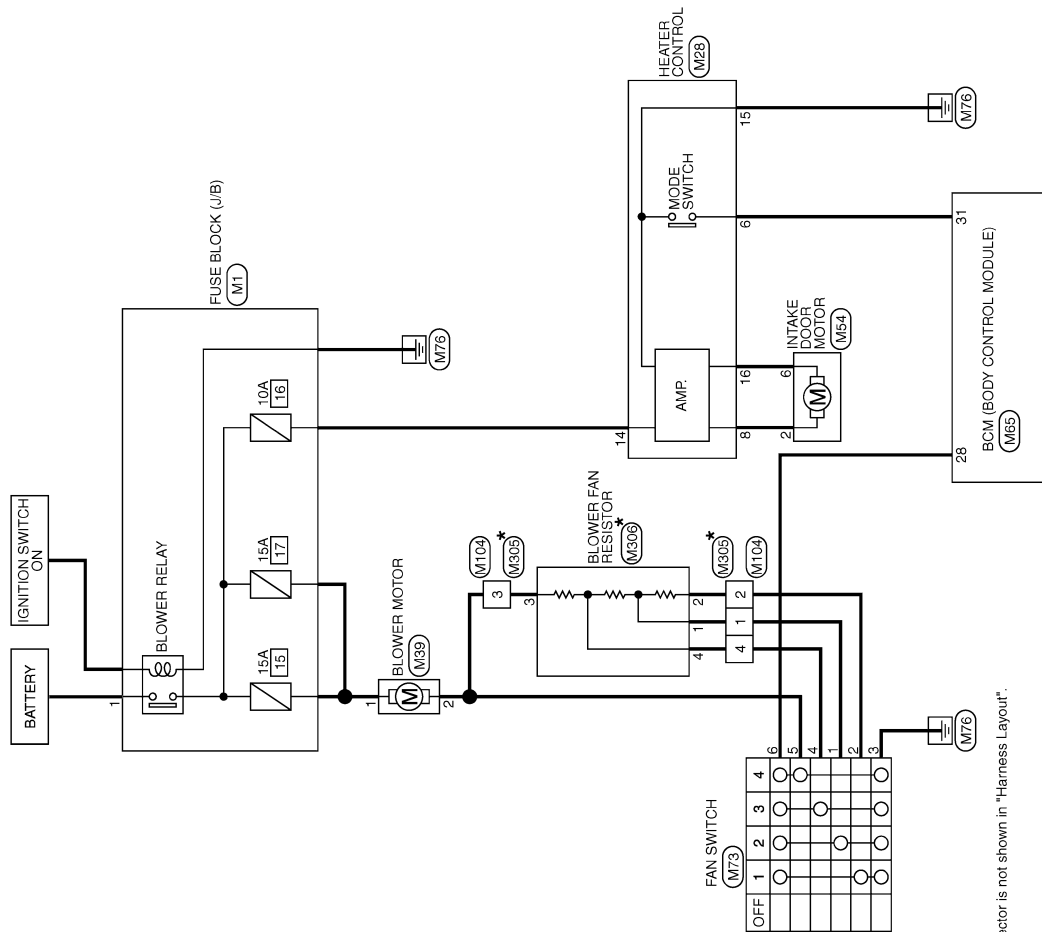 IGNITION SWITCH
ON
BATTERY
FUSE BLOCK (J/B)
M1
BLOWER RELAY
1
15A
15
15A
17
10A
16
M76
BLOWER MOTOR
M39
1
2
HEATER
CONTROL
M28
14
AMP.
MODE
SWITCH
8
16
6
15
M76
INTAKE
DOOR
MOTOR
M54
2
6
M
M
M104
*
M305
3
BLOWER FAN
RESISTOR
*
M306
3
4
1
2
*
M305
M104
4
1
2
BCM (BODY CONTROL MODULE)
M65
28
31
FAN SWITCH
M73
OFF
1
2
3
4
6
5
4
1
2
3
M76
ector is not shown in "Harness Layout".